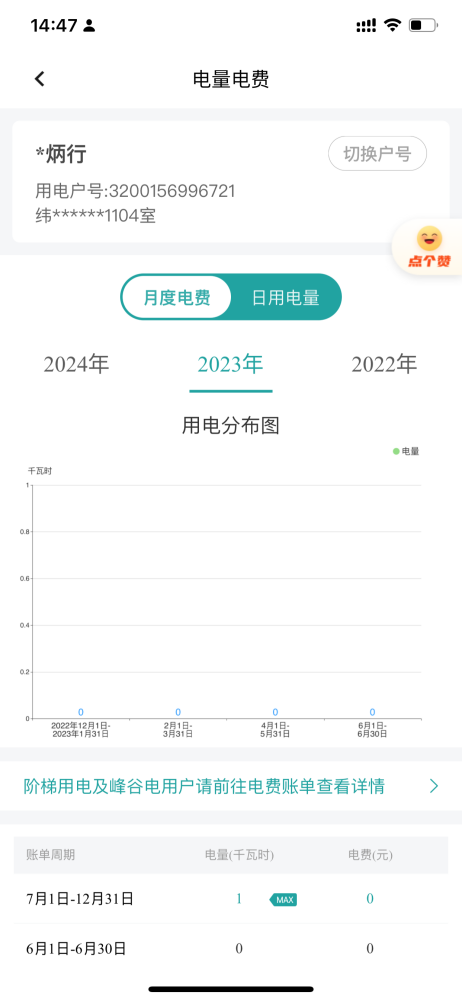 14:47
电量电费
*炳行
切换户号
用电户号:3200156996721
纬******1104室
点个赞
月度电费
日用电量
2024年
2023年
2022年
用电分布图
电量
千瓦时
1
0.8
0.6
0.4
0.2
0
0
0
0
0
2022年12月1日-
2023年1月31日
2月1日-
3月31日
4月1日-
5月31日
6月1日-
6月30日
阶梯用电及峰谷电用户请前往电费账单查看详情
账单周期
电量(千瓦时)
电费(元)
7月1日-12月31日
1
MAX
0
6月1日-6月30日
0
0